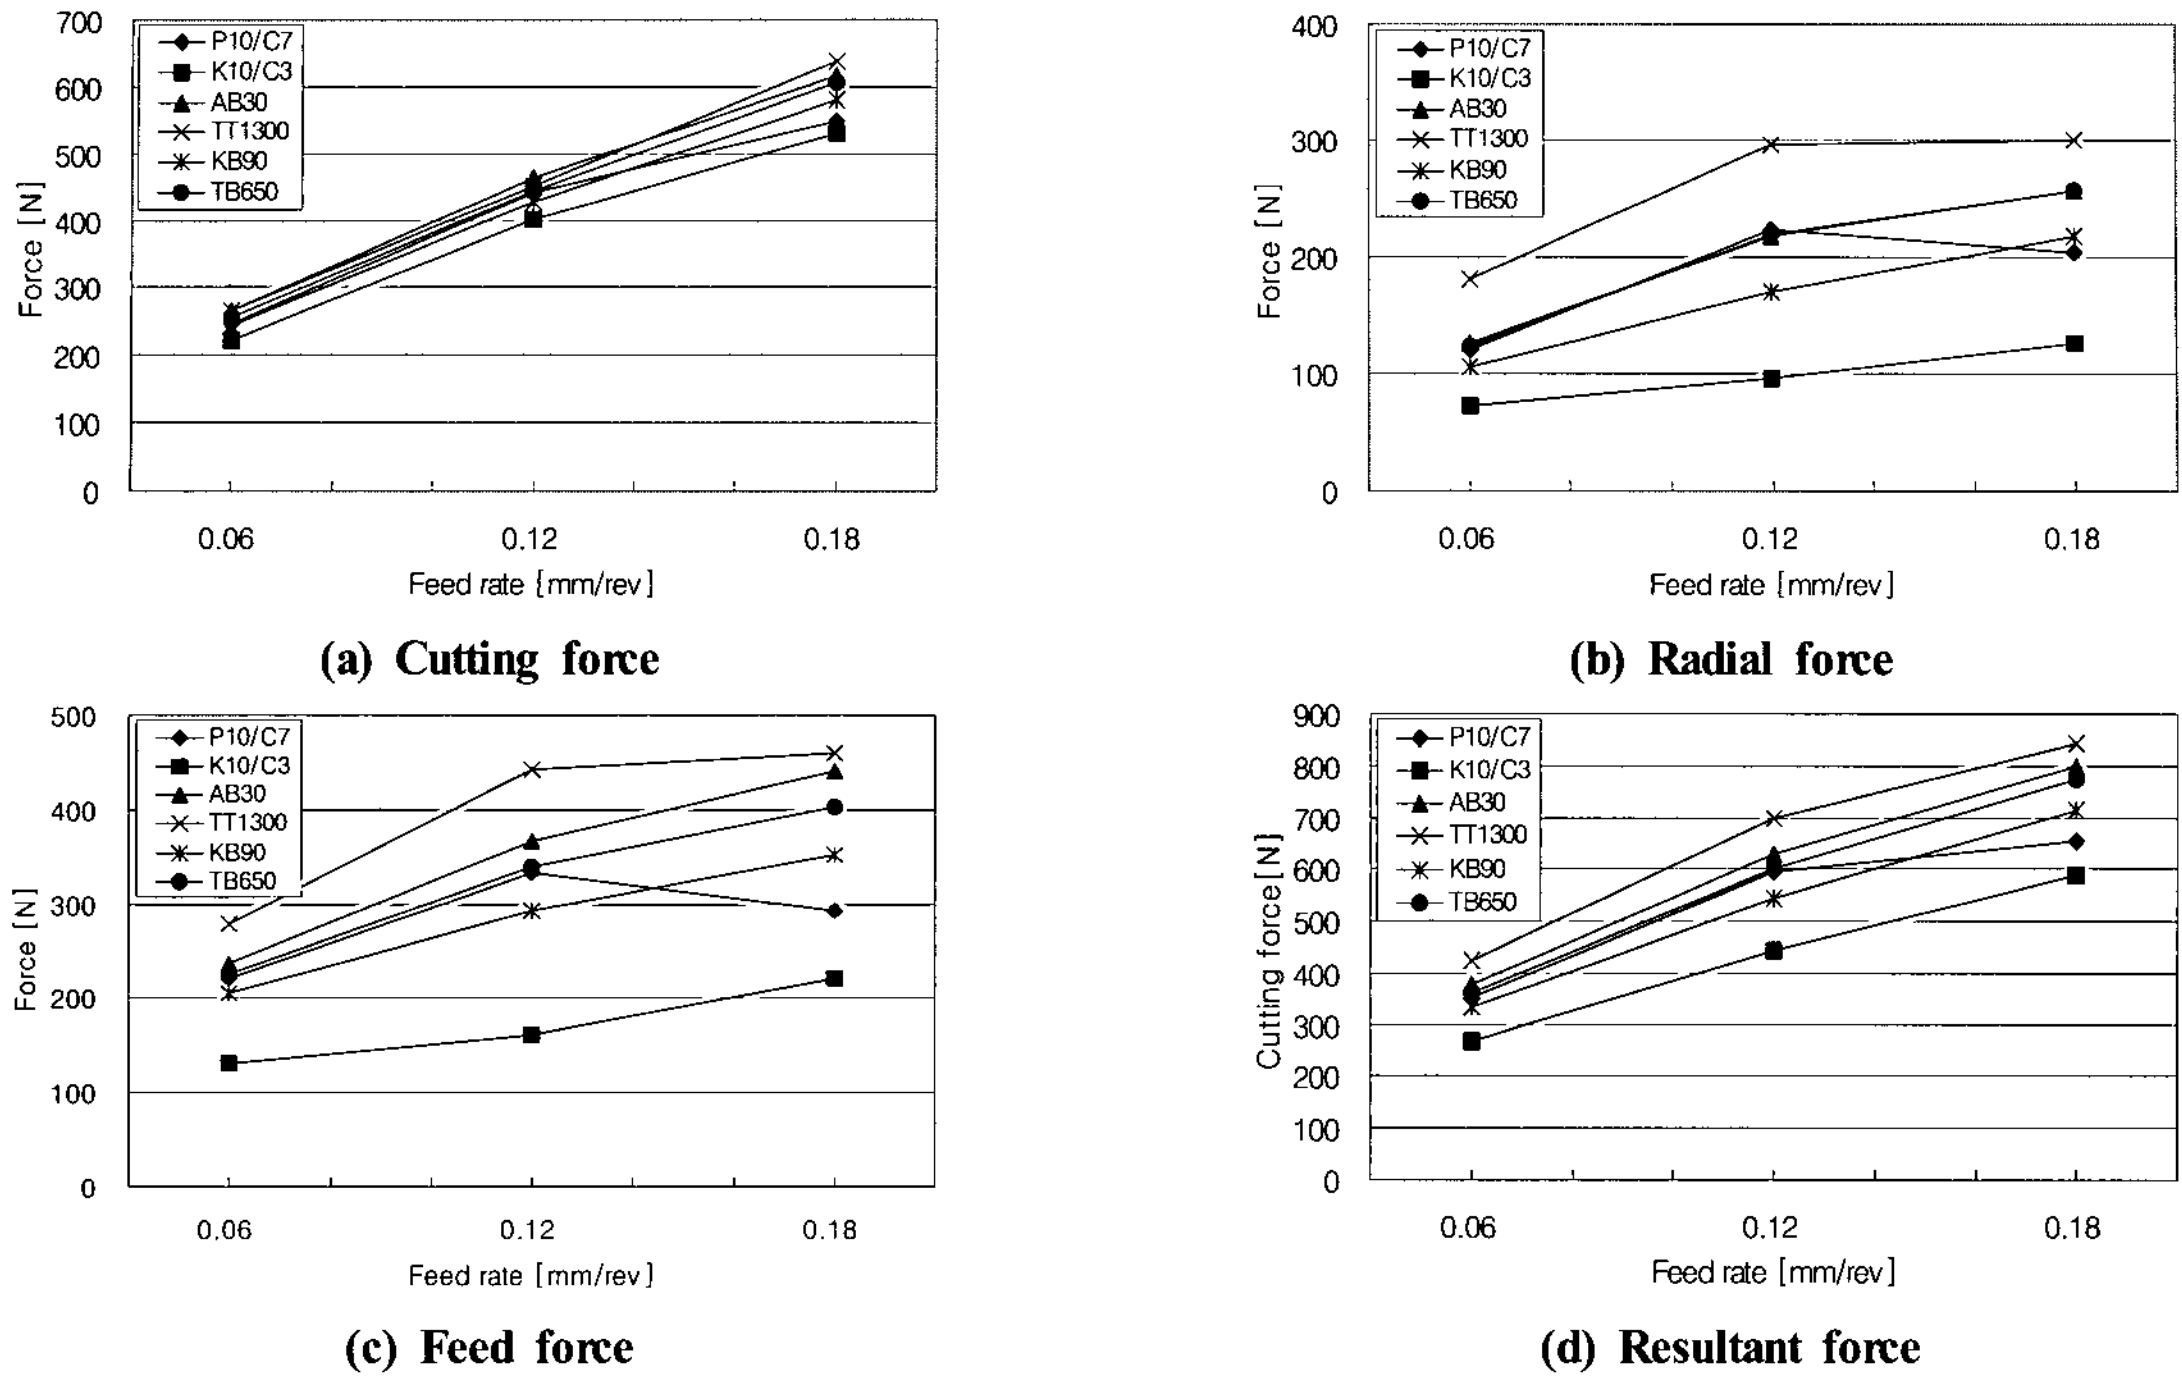 700
600
500
400
300
200
100
0
Force [N]
P10/C7
K10/C3
AB30
TT1300
KB90
TB650
0.06 0.12 0.18
Feed rate [mm/rev]
(a) Cutting force
400
300
200
100
0
Force [N]
P10/C7
K10/C3
AB30
TT1300
KB90
TB650
0.06 0.12 0.18
Feed rate [mm/rev]
(b) Radial force
500
400
300
200
100
0
Force [N]
P10/C7
K10/C3
AB30
TT1300
KB90
TB650
0.06 0.12 0.18
Feed rate [mm/rev]
(c) Feed force
900
800
700
600
500
400
300
200
100
0
Cutting force[N]
P10/C7
K10/C3
AB30
TT1300
KB90
TB650
0.06 0.12 0.18
Feed rate [mm/rev]
(d) Resultant force